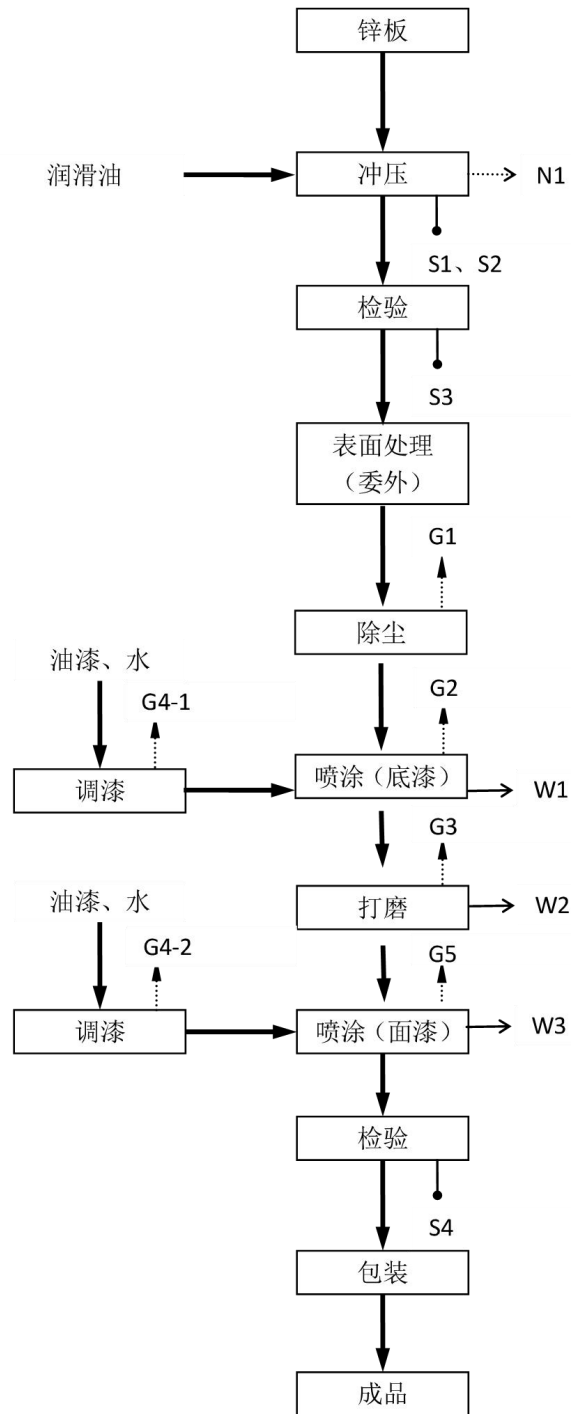 锌板
润滑油
冲压
N1
S1、S2
检验
S3
表面处理
（委外）
G1
除尘
油漆、水
G4-1
G2
调漆
喷涂（底漆）
W1
G3
油漆、水
打磨
W2
G4-2
G5
调漆
喷涂（面漆）
W3
检验
S4
包装
成品